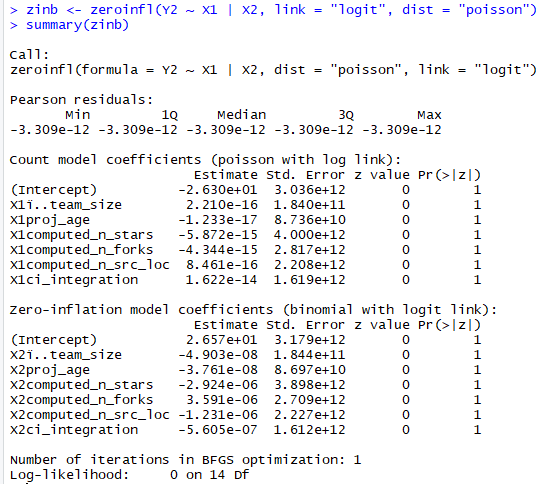 > zinb <- zeroinfl(Y2 ~ X1 | X2, link = "logit", dist = "poisson")
> summary(zinb)
Call:
zeroinfl(formula = Y2 ~ X1 | X2, dist = "poisson", link = "logit")
Pearson residuals:
Min 1Q Median 3Q Max
-3.309e-12 -3.309e-12 -3.309e-12 -3.309e-12 -3.309e-12
Count model coefficients (poisson with log link):
Estimate Std. Error z value Pr(>|z|)
(Intercept) -2.630e+01 3.036e+12 0 1
X1ï..team_size 2.210e-16 1.840e+11 0 1
X1proj_age -1.233e-17 8.736e+10 0 1
X1computed_n_stars -5.872e-15 4.000e+12 0 1
X1computed_n_forks -4.344e-15 2.817e+12 0 1
X1computed_n_src_loc 8.461e-16 2.208e+12 0 1
X1ci_integration 1.622e-14 1.619e+12 0 1
Zero-inflation model coefficients (binomial with logit link):
Estimate Std. Error z value Pr(>|z|)
(Intercept) 2.657e+01 3.179e+12 0 1
X2ï..team_size -4.903e-08 1.844e+11 0 1
X2proj_age -3.761e-08 8.697e+10 0 1
X2computed_n_stars -2.924e-06 3.898e+12 0 1
X2computed_n_forks 3.591e-06 2.709e+12 0 1
X2computed_n_src_loc -1.231e-06 2.227e+12 0 1
X2ci_integration -5.605e-07 1.612e+12 0 1
Number of iterations in BFGS optimization: 1
Log-likelihood: 0 on 14 Df